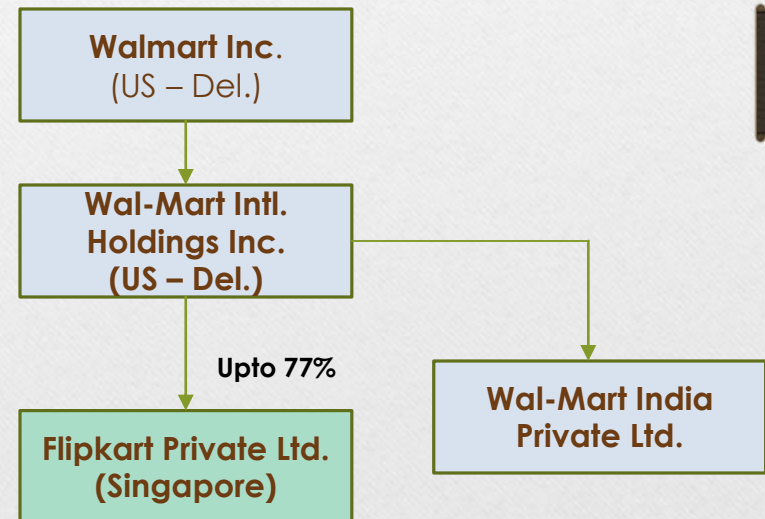 Walmart Inc.
(US – Del.)
Wal-Mart Intl.
Holdings Inc.
(US – Del.)
Upto 77%
Flipkart Private Ltd.
(Singapore)
Wal-Mart India
Private Ltd.